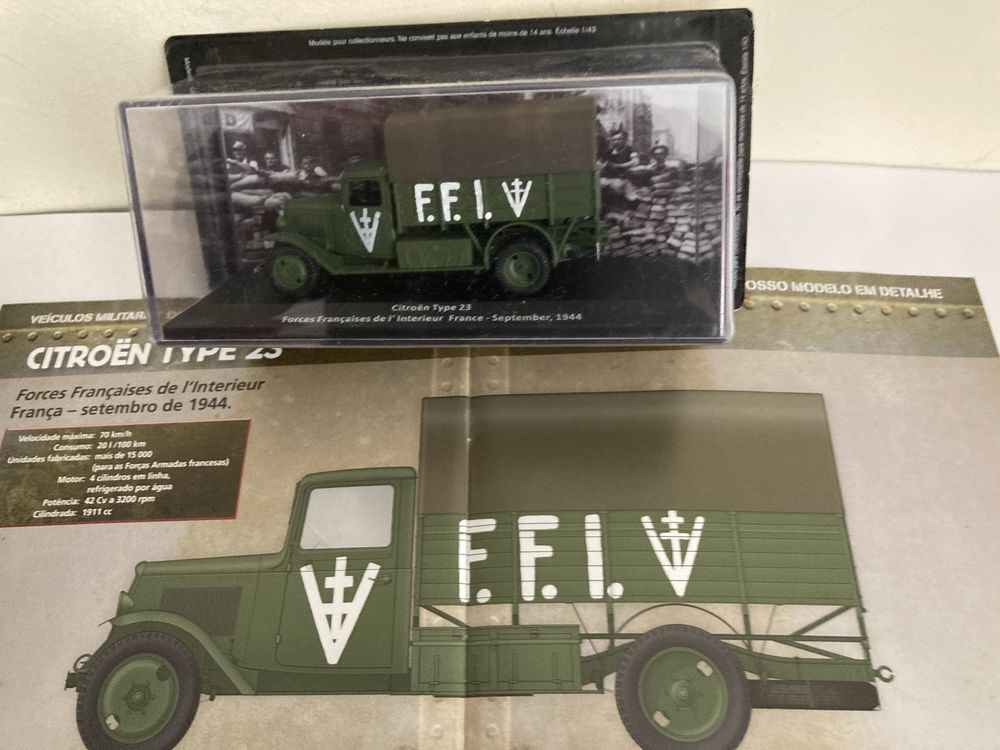 Modèle pour collectionneurs. Ne convient pas aux enfants de moins de 14 ans. Échelle 1/43
F.F.I.
Citroën Type 23
Forces Françaises de l' Interieur France - September, 1944
VEÍCULOS
OSSO MODELO EM DETALHE
CITROËN TYPE 23
Forces Françaises de l'Interieur
França – setembro de 1944.
Velocidade máxima: 70 km/h
Consumo: 20 l /100 km
Unidades fabricadas: mais de 15 000
(para as Forças Armadas francesas)
Motor: 4 cilindros em linha,
refrigerado por água
Potência: 42 Cv a 3200 rpm
Cilindrada: 1911 cc
F.F.I.